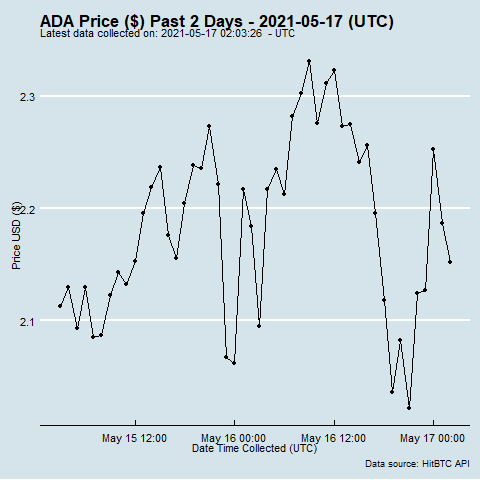 ADA Price ($) Past 2 Days - 2021-05-17 (UTC)
Latest data collected on: 2021-05-17 02:03:26  - UTC
Price USD ($)
2.3
2.2
2.1
May 15 12:00 May 16 00:00 May 16 12:00 May 17 00:00
Date Time Collected (UTC)
Data source: HitBTC API